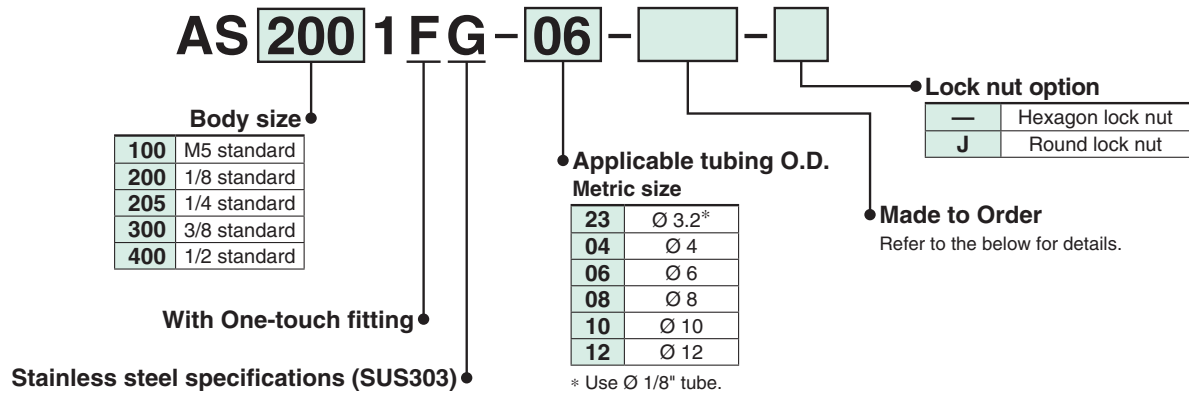 AS 200 1 F G – 06 – –
Body size
100 M5 standard
200 1/8 standard
205 1/4 standard
300 3/8 standard
400 1/2 standard
With One-touch fitting
Stainless steel specifications (SUS303)
Applicable tubing O.D.
Metric size
23 Ø 3.2*
04 Ø 4
06 Ø 6
08 Ø 8
10 Ø 10
12 Ø 12
* Use Ø 1/8" tube.
Lock nut option
— Hexagon lock nut
J Round lock nut
Made to Order
Refer to the below for details.